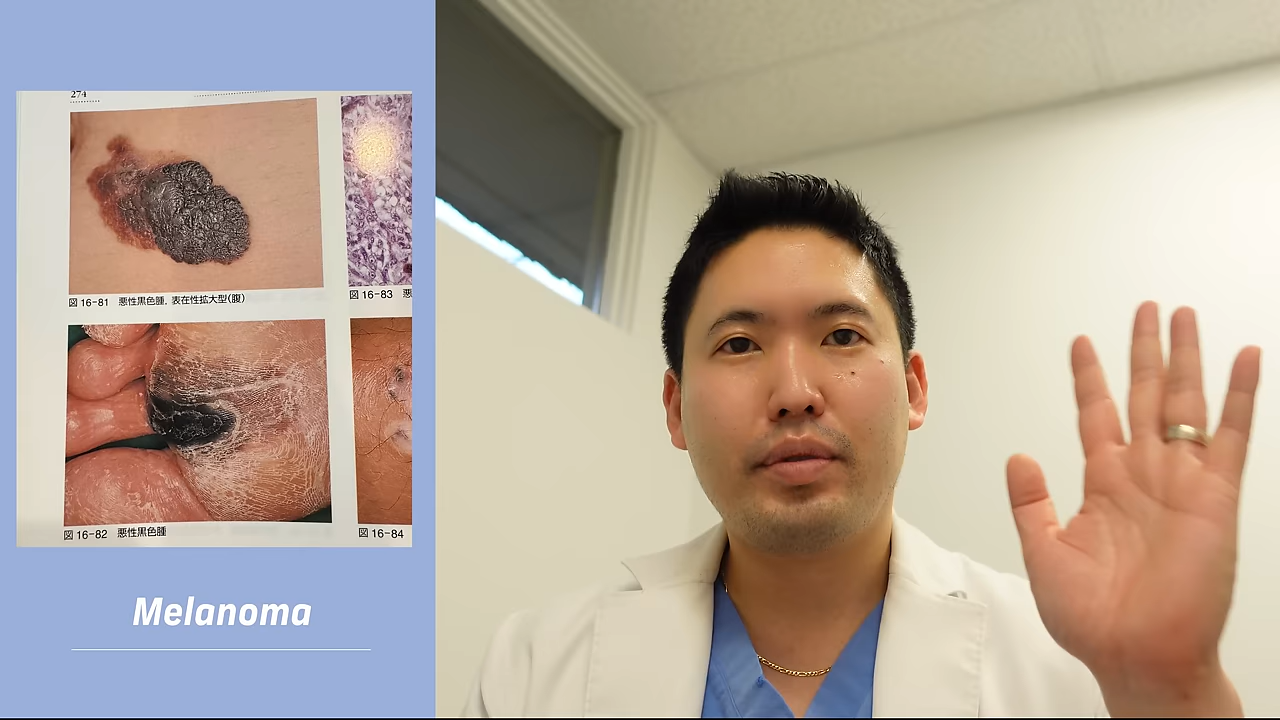 274
図 16-81　悪性黒色腫，表在性拡大型(腹)
図 16-83　悪
図 16-82　悪性黒色腫
図 16-84
Melanoma